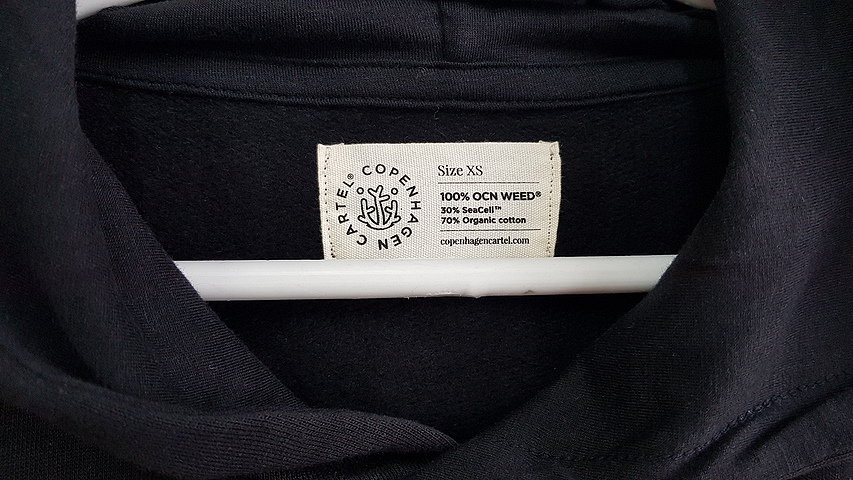 COPENHAGEN CARTEL®
Size XS
100% OCN WEED®
30% SeaCell™
70% Organic cotton
copenhagencartel.com